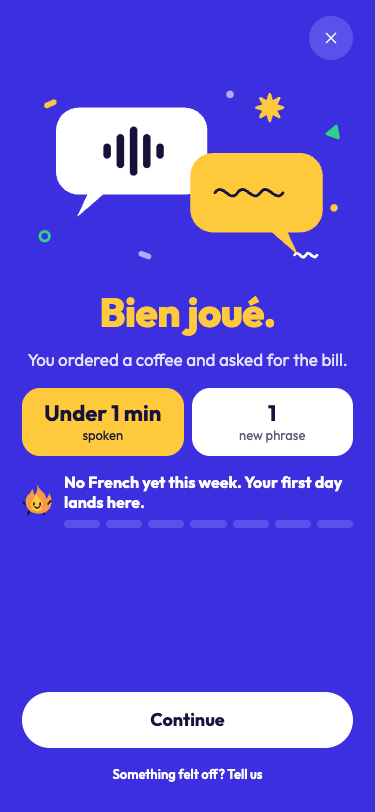 Bien joué.
You ordered a coffee and asked for the bill.
Under 1 min
spoken
1
new phrase
No French yet this week. Your first day
lands here.
Continue
Something felt off? Tell us